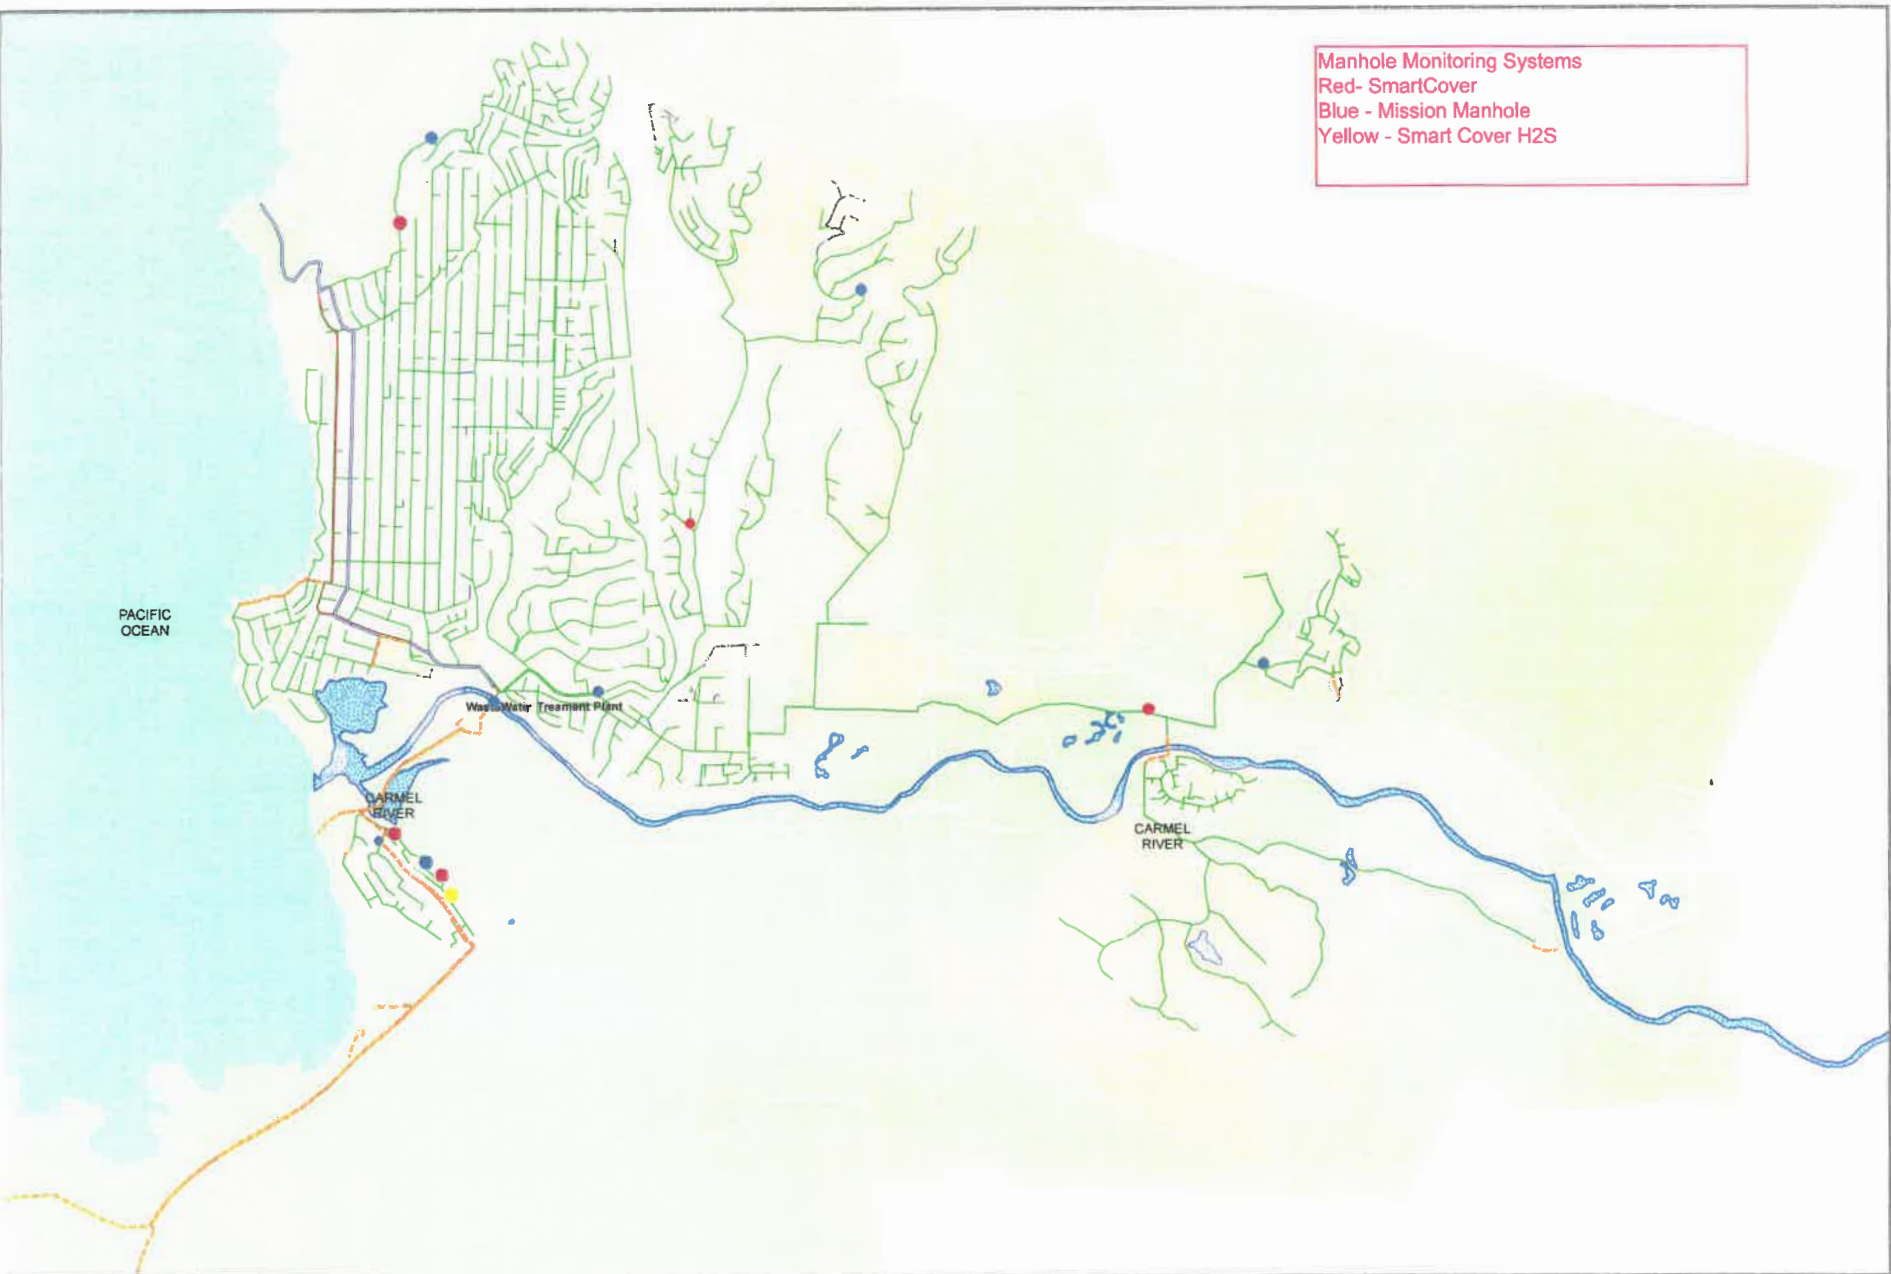 Manhole Monitoring Systems
Red- SmartCover
Blue - Mission Manhole
Yellow - Smart Cover H2S
PACIFIC
OCEAN
WasteWater Treament Plant
CARMEL
RIVER
CARMEL
RIVER